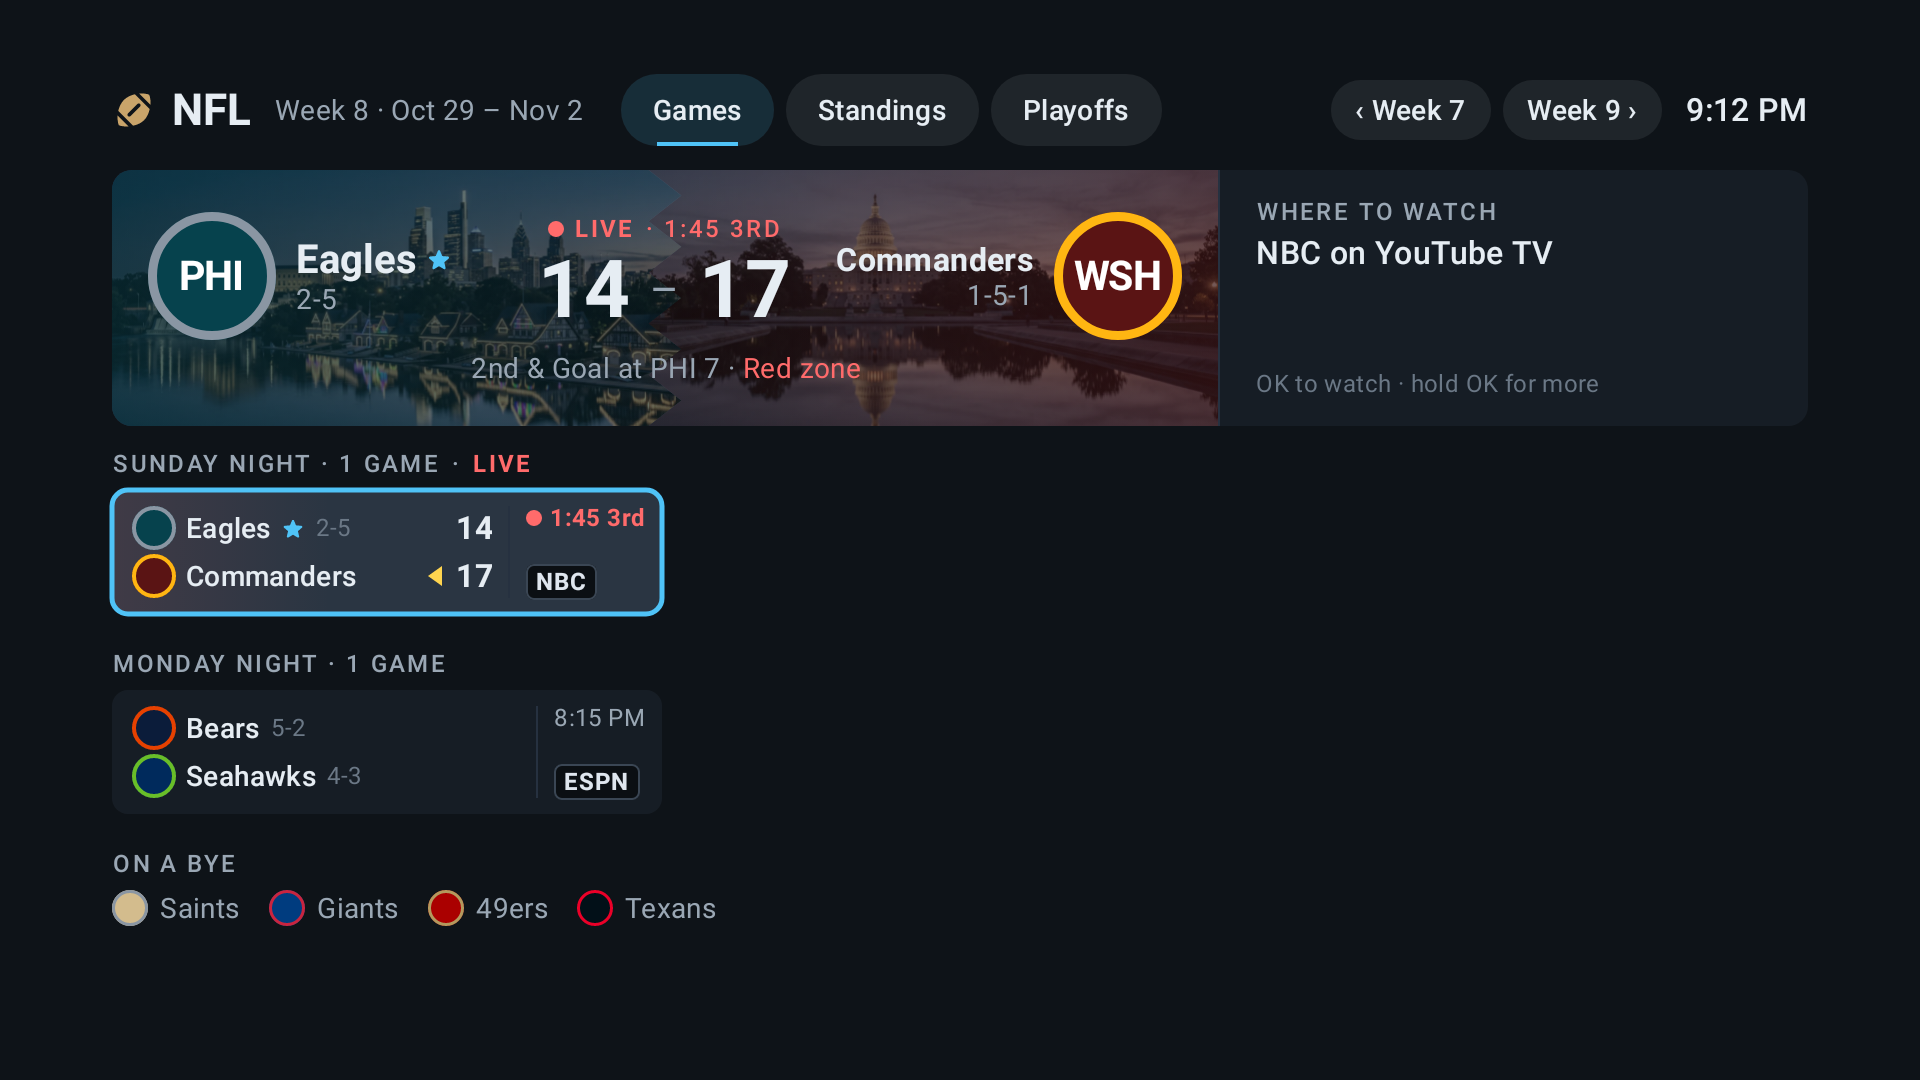 NFL Week 8 · Oct 29 – Nov 2 Games Standings Playoffs ‹ Week 7 Week 9 › 9:12 PM
PHI
Eagles
2-5
LIVE · 1:45 3RD
14 – 17
2nd & Goal at PHI 7 · Red zone
Commanders
1-5-1
WSH
WHERE TO WATCH
NBC on YouTube TV
OK to watch · hold OK for more
SUNDAY NIGHT · 1 GAME · LIVE
Eagles 2-5 14 1:45 3rd
Commanders 17 NBC
MONDAY NIGHT · 1 GAME
Bears 5-2 8:15 PM
Seahawks 4-3 ESPN
ON A BYE
Saints Giants 49ers Texans